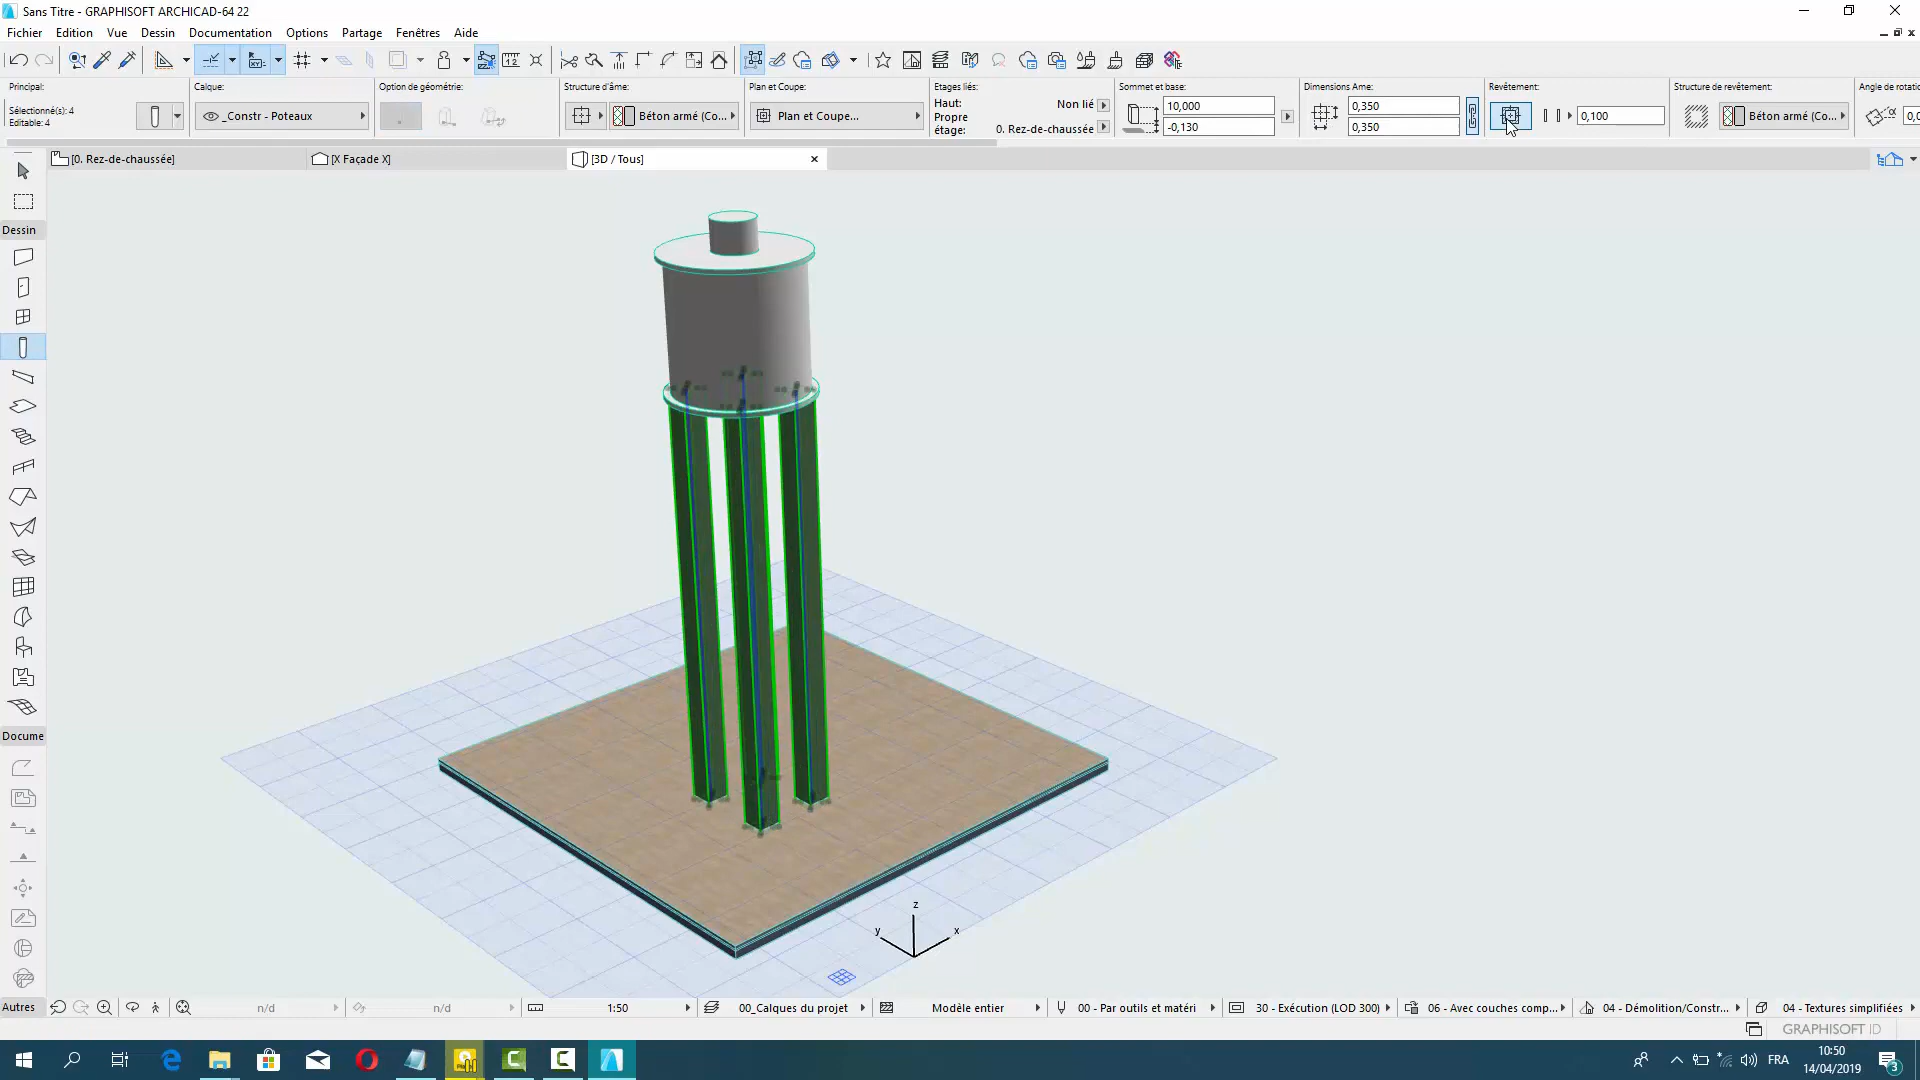 Sans Titre - GRAPHISOFT ARCHICAD-64 22
Fichier Edition Vue Dessin Documentation Options Partage Fenêtres Aide
Principal: Calque: Option de géométrie: Structure d'âme: Plan et Coupe: Etages liés: Sommet et base: Dimensions Ame: Revêtement: Structure de revêtement: Angle de rotati
Sélectionné(s): 4
Editable: 4
_Constr - Poteaux
Béton armé (Co...
Plan et Coupe...
Haut: Non lié
Propre étage: 0. Rez-de-chaussée
10,000
-0,130
0,350
0,350
0,100
Béton armé (Co...
0,0
[0. Rez-de-chaussée] [X Façade X] [3D / Tous]
Dessin
Docume
Autres
z
y
x
n/d n/d 1:50 00_Calques du projet Modèle entier 00 - Par outils et matéri 30 - Exécution (LOD 300) 06 - Avec couches comp... 04 - Démolition/Constr... 04 - Textures simplifiées
GRAPHISOFT ID
FRA
10:50
14/04/2019
3